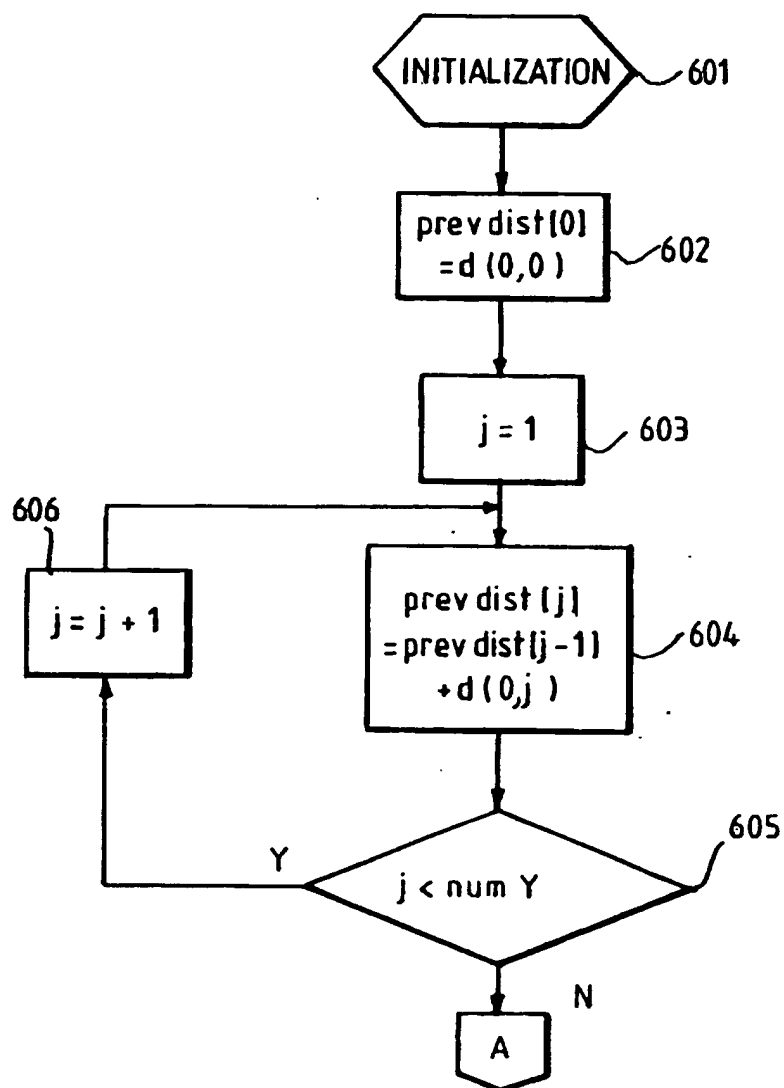 INITIALIZATION
601
prev dist [0]
= d (0,0)
602
j = 1
603
606
j = j + 1
prev dist [j]
= prev dist [j-1]
+ d (0,j)
604
605
Y
j < num Y
N
A